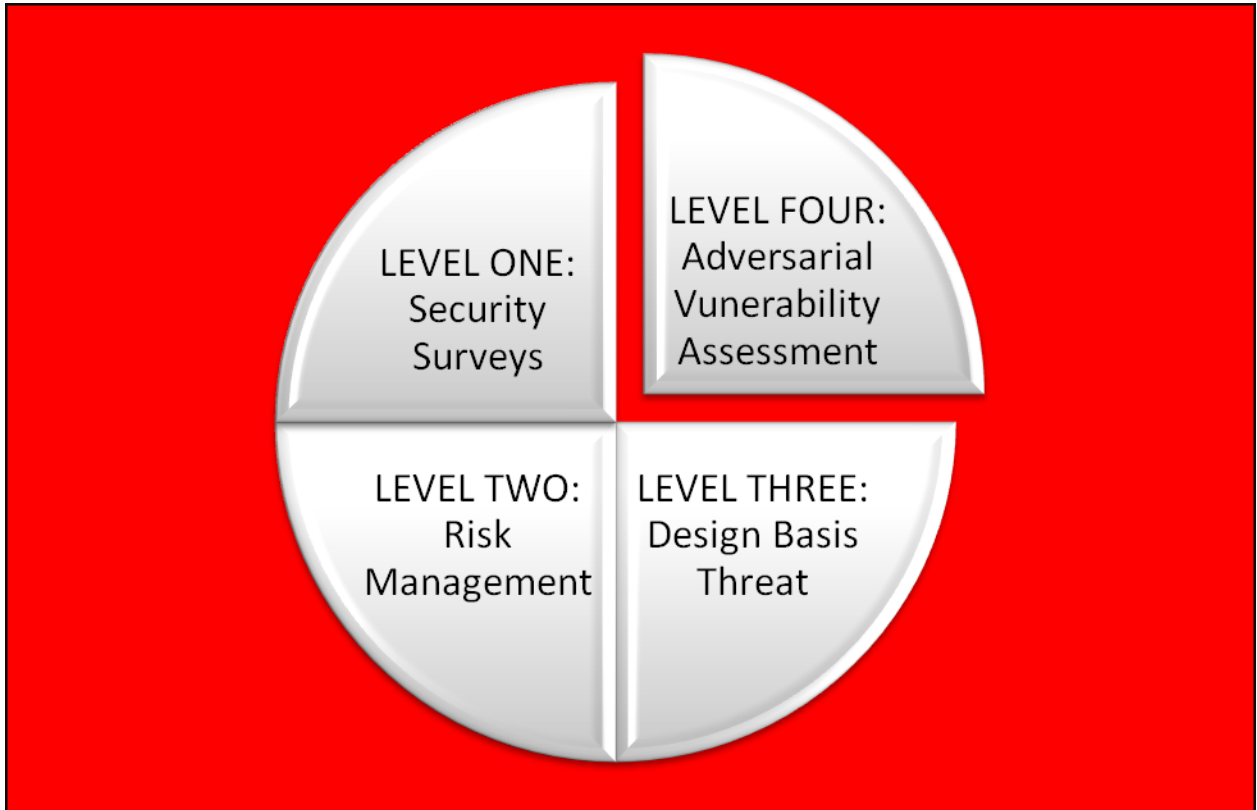 LEVEL ONE:
Security
Surveys
LEVEL TWO:
Risk
Management
LEVEL THREE:
Design Basis
Threat
LEVEL FOUR:
Adversarial
Vunerability
Assessment